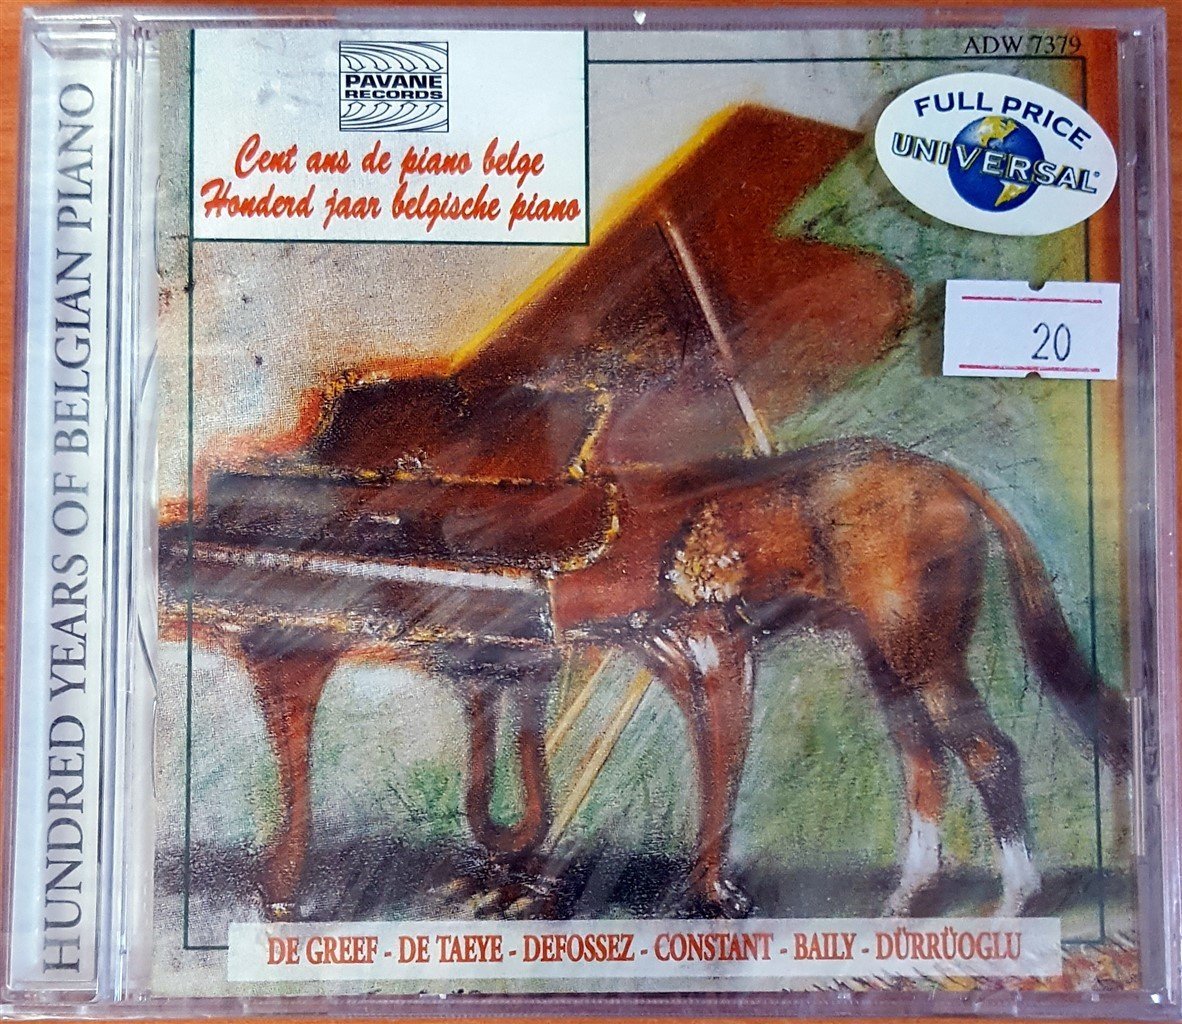 HUNDRED YEARS OF BELGIAN PIANO
PAVANE
RECORDS
Cent ans de piano belge
Honderd jaar belgische piano
ADW 7379
FULL PRICE
UNIVERSAL
20
DE GREEF - DE TAEYE - DEFOSSEZ - CONSTANT - BAILY - DÜRRÜOGLU